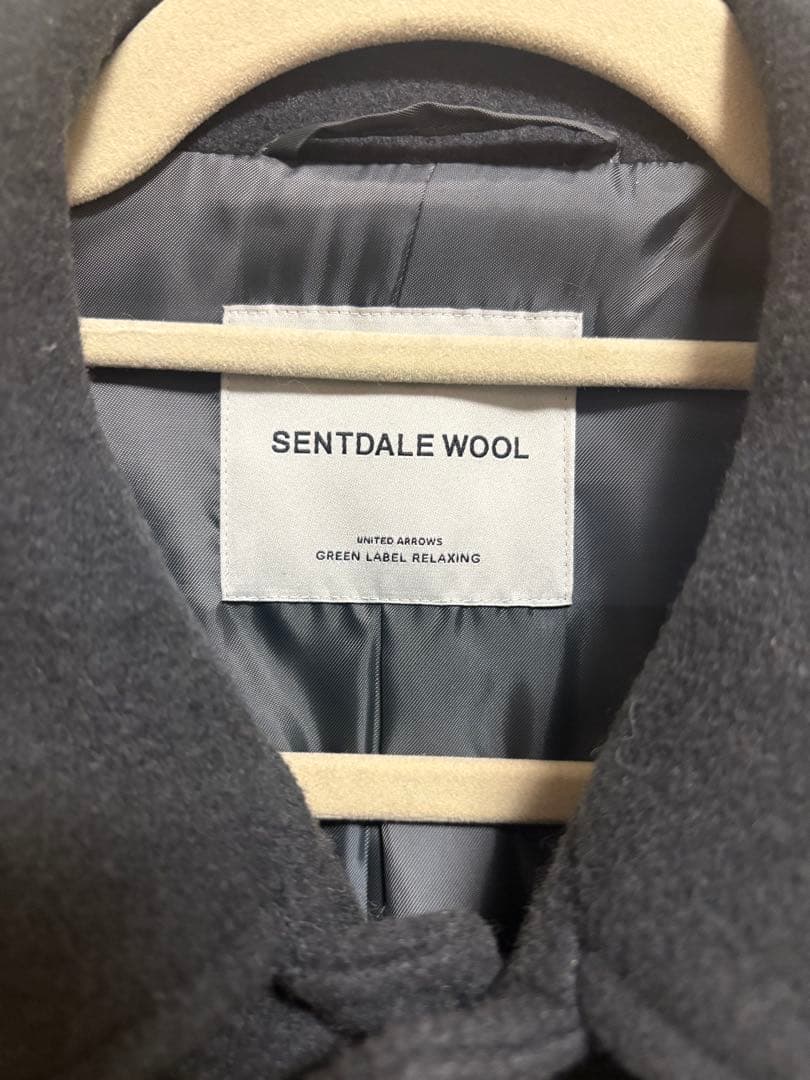 SENTDALE WOOL
UNITED ARROWS
GREEN LABEL RELAXING